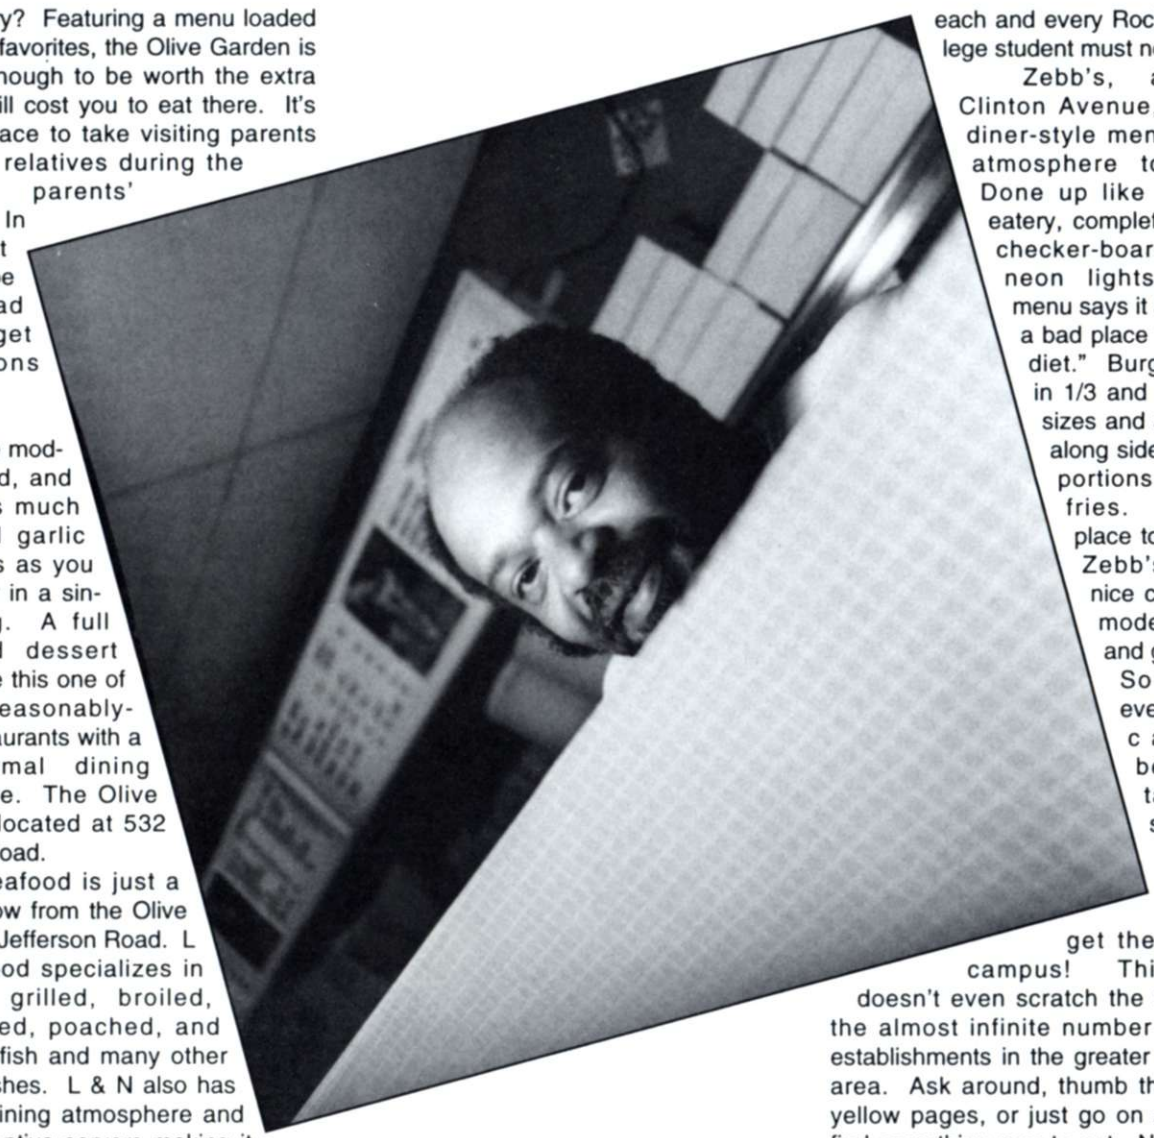 y? Featuring a menu loaded
favorites, the Olive Garden is
nough to be worth the extra
ill cost you to eat there. It's
ace to take visiting parents
relatives during the
parents'
In
t
e
ad
get
ons
mod-
d, and
s much
garlic
s as you
in a sin-
g. A full
dessert
e this one of
easonably-
aurants with a
mal dining
e. The Olive
located at 532
oad.
eafood is just a
ow from the Olive
Jefferson Road. L
od specializes in
grilled, broiled,
ed, poached, and
fish and many other
shes. L & N also has
ining atmosphere and
each and every Roc
lege student must n
Zebb's, a
Clinton Avenue,
diner-style men
atmosphere to
Done up like
eatery, complet
checker-boar
neon lights
menu says it
a bad place
diet." Burg
in 1/3 and
sizes and
along side
portions
fries.
place to
Zebb's
nice c
mode
and g
So
eve
c a
be
ta
s
get the
campus! Thi
doesn't even scratch the
the almost infinite number
establishments in the greater
area. Ask around, thumb th
yellow pages, or just go on